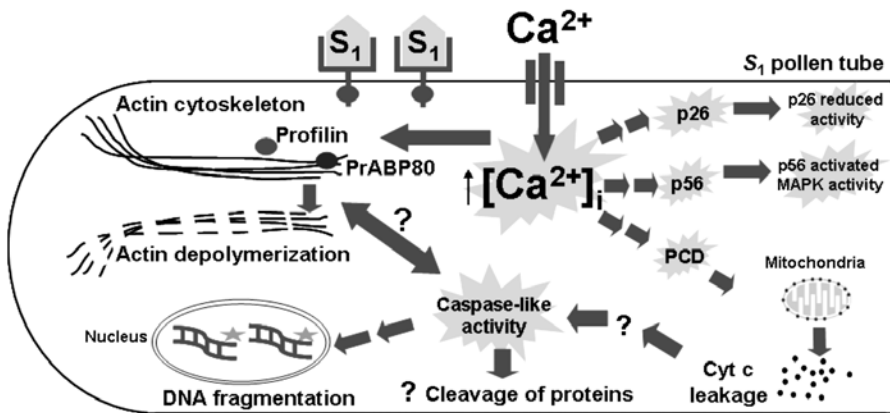 S1 S1 Ca2+
S1 pollen tube
Actin cytoskeleton
Profilin
PrABP80
p26
p26 reduced
activity
↑[Ca2+]i
p56
p56 activated
MAPK activity
?
Actin depolymerization
PCD
Mitochondria
Caspase-like
activity
?
Nucleus
Cyt c
leakage
DNA fragmentation
? Cleavage of proteins